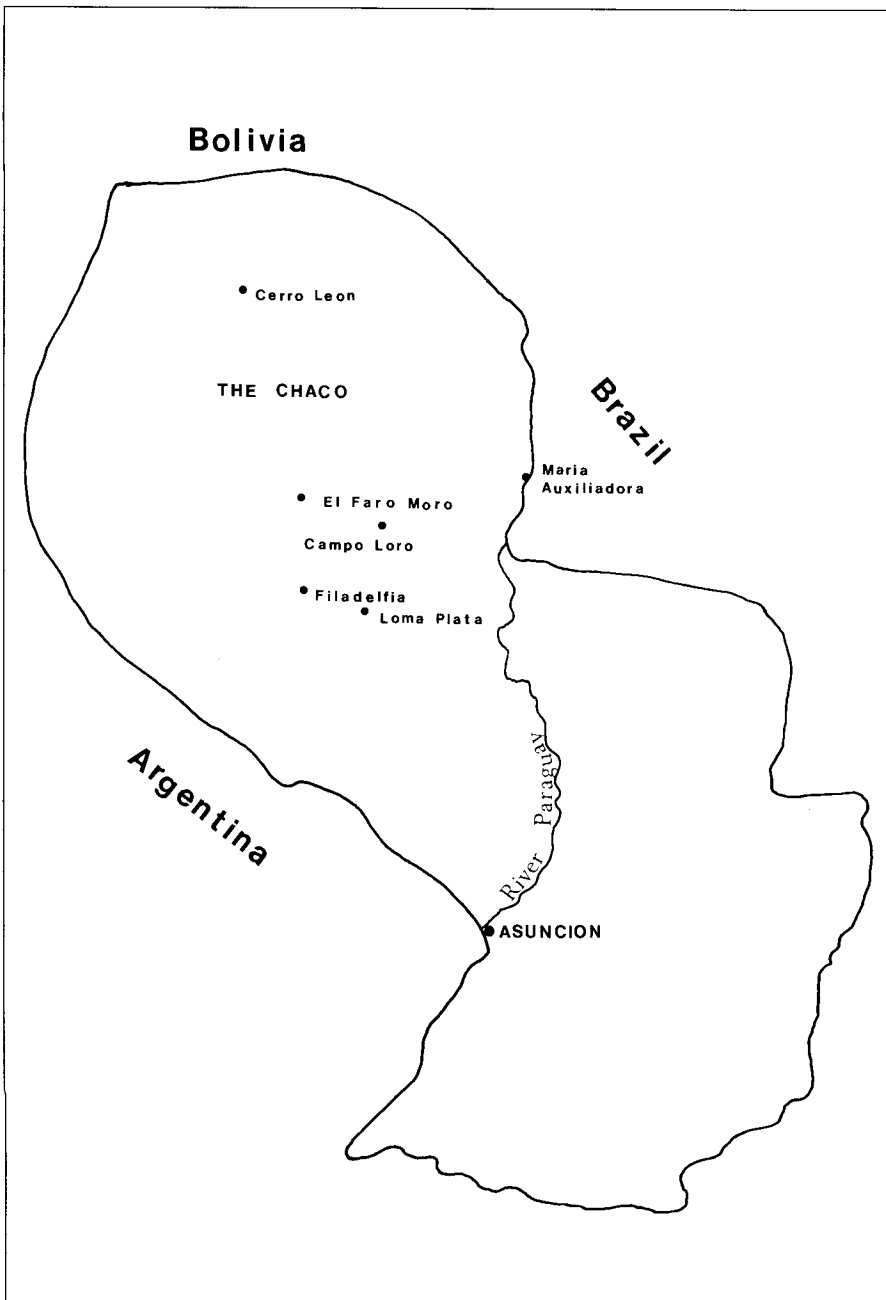 Bolivia
Cerro Leon
THE CHACO
Brazil
Maria
Auxiliadora
El Faro Moro
Campo Loro
Filadelfia
Loma Plata
Argentina
River Paraguay
ASUNCION